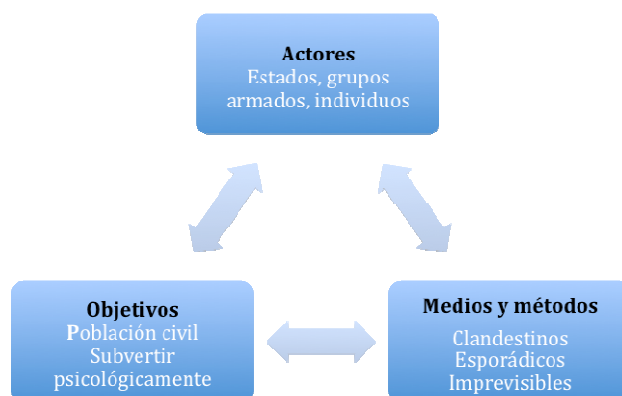 Actores
Estados, grupos
armados, individuos
Objetivos
Población civil
Subvertir
psicológicamente
Medios y métodos
Clandestinos
Esporádicos
Imprevisibles